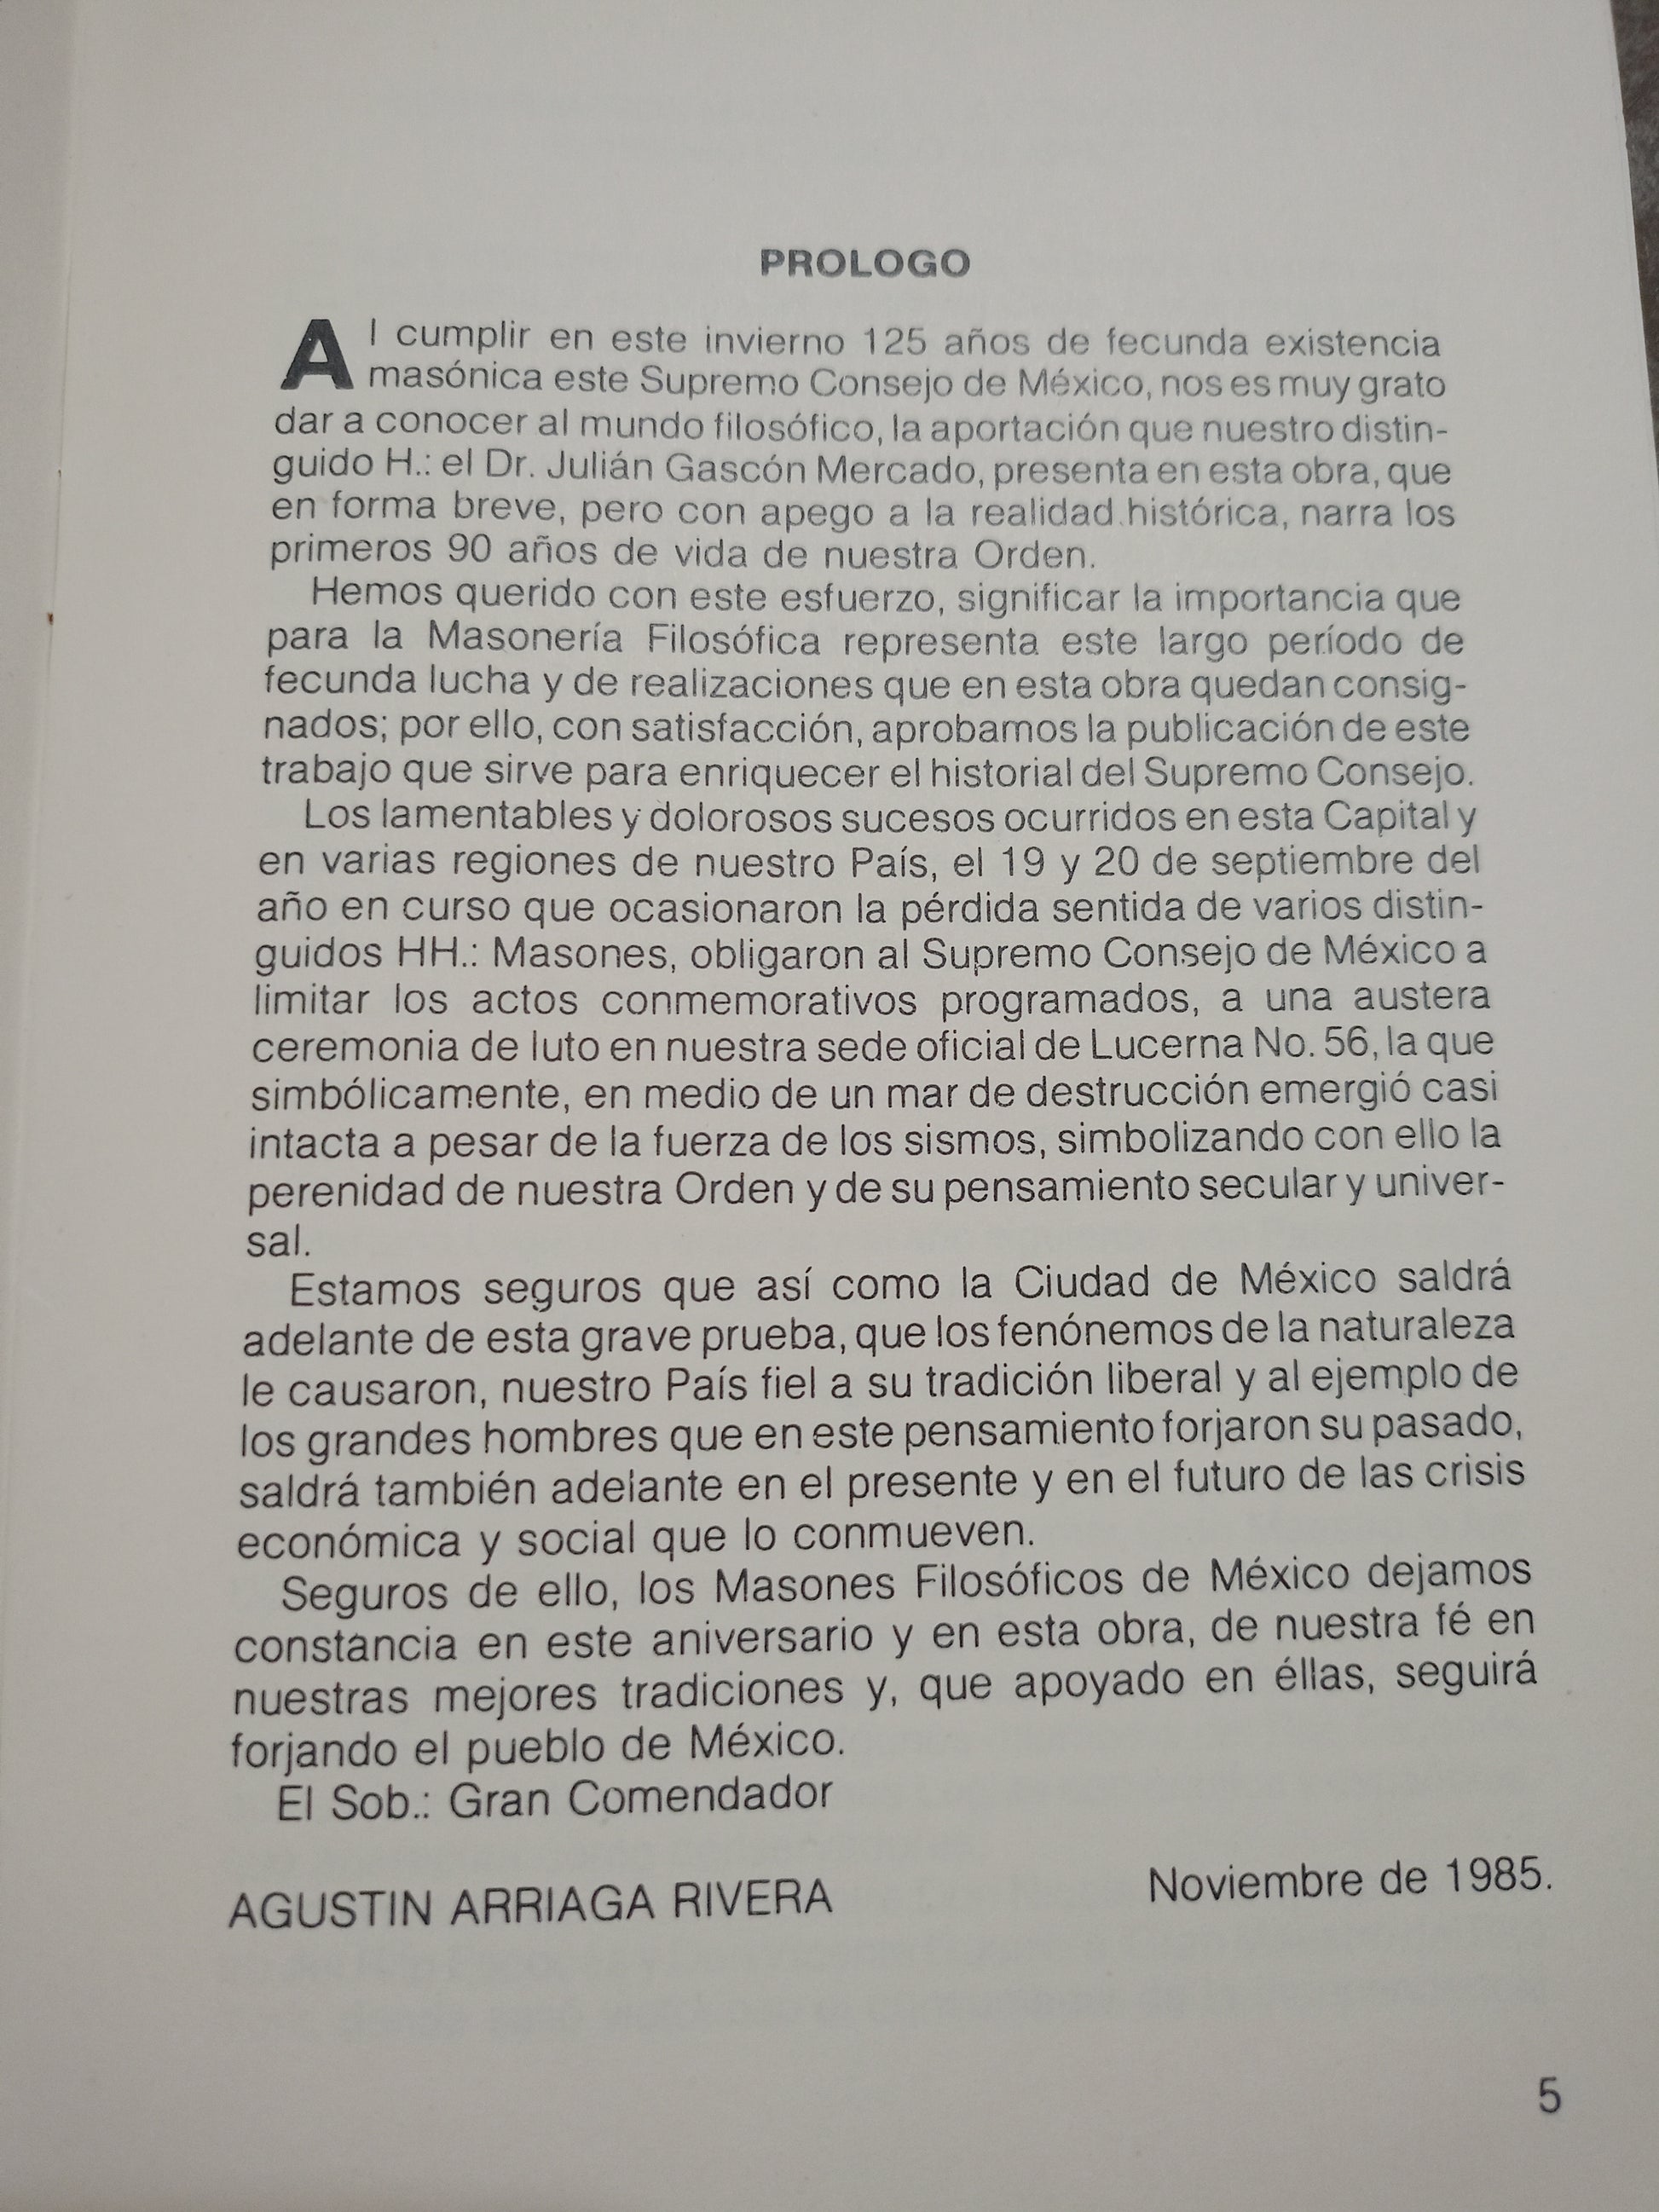 PROLOGO
Al cumplir en este invierno 125 años de fecunda existencia
masónica este Supremo Consejo de México, nos es muy grato
dar a conocer al mundo filosófico, la aportación que nuestro distin-
guido H.: el Dr. Julián Gascón Mercado, presenta en esta obra, que
en forma breve, pero con apego a la realidad histórica, narra los
primeros 90 años de vida de nuestra Orden.
Hemos querido con este esfuerzo, significar la importancia que
para la Masonería Filosófica representa este largo período de
fecunda lucha y de realizaciones que en esta obra quedan consig-
nados; por ello, con satisfacción, aprobamos la publicación de este
trabajo que sirve para enriquecer el historial del Supremo Consejo.
Los lamentables y dolorosos sucesos ocurridos en esta Capital y
en varias regiones de nuestro País, el 19 y 20 de septiembre del
año en curso que ocasionaron la pérdida sentida de varios distin-
guidos HH.: Masones, obligaron al Supremo Consejo de México a
limitar los actos conmemorativos programados, a una austera
ceremonia de luto en nuestra sede oficial de Lucerna No. 56, la que
simbólicamente, en medio de un mar de destrucción emergió casi
intacta a pesar de la fuerza de los sismos, simbolizando con ello la
perenidad de nuestra Orden y de su pensamiento secular y univer-
sal.
Estamos seguros que así como la Ciudad de México saldrá
adelante de esta grave prueba, que los fenónemos de la naturaleza
le causaron, nuestro País fiel a su tradición liberal y al ejemplo de
los grandes hombres que en este pensamiento forjaron su pasado,
saldrá también adelante en el presente y en el futuro de las crisis
económica y social que lo conmueven.
Seguros de ello, los Masones Filosóficos de México dejamos
constancia en este aniversario y en esta obra, de nuestra fé en
nuestras mejores tradiciones y, que apoyado en éllas, seguirá
forjando el pueblo de México.
El Sob.: Gran Comendador
AGUSTIN ARRIAGA RIVERA Noviembre de 1985.
5